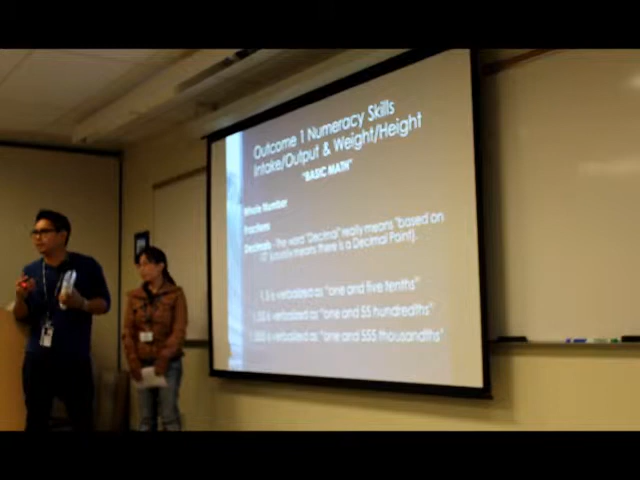 Outcome 1 Numeracy Skills
Intake/Output & Weight/Height
"BASIC MATH"
Whole Number
Fractions
Decimals - The word "Decimal" really means "based on
10" (usually means there is a Decimal Point).
1.5 is verbalized as "one and five tenths"
1.55 is verbalized as "one and 55 hundredths"
1.555 is verbalized as "one and 555 thousandths"